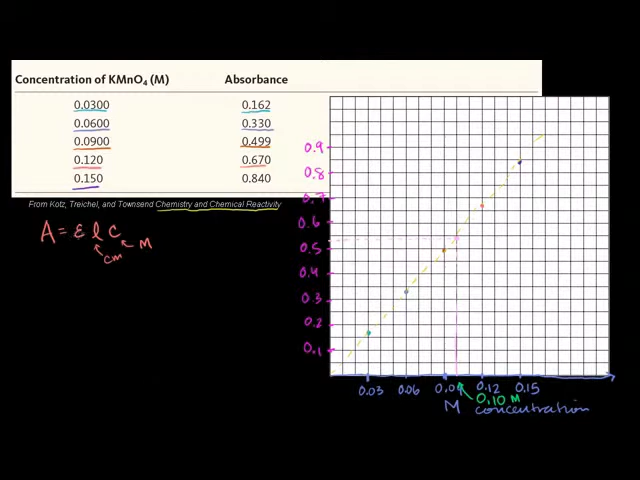 Concentration of KMnO4 (M) Absorbance
0.0300 0.162
0.0600 0.330
0.0900 0.499
0.120 0.670
0.150 0.840
From Kotz, Treichel, and Townsend Chemistry and Chemical Reactivity
A = ε l c
cm
M
0.9
0.8
0.7
0.6
0.5
0.4
0.3
0.2
0.1
0.03 0.06 0.09 0.12 0.15
0.10 M
M concentration